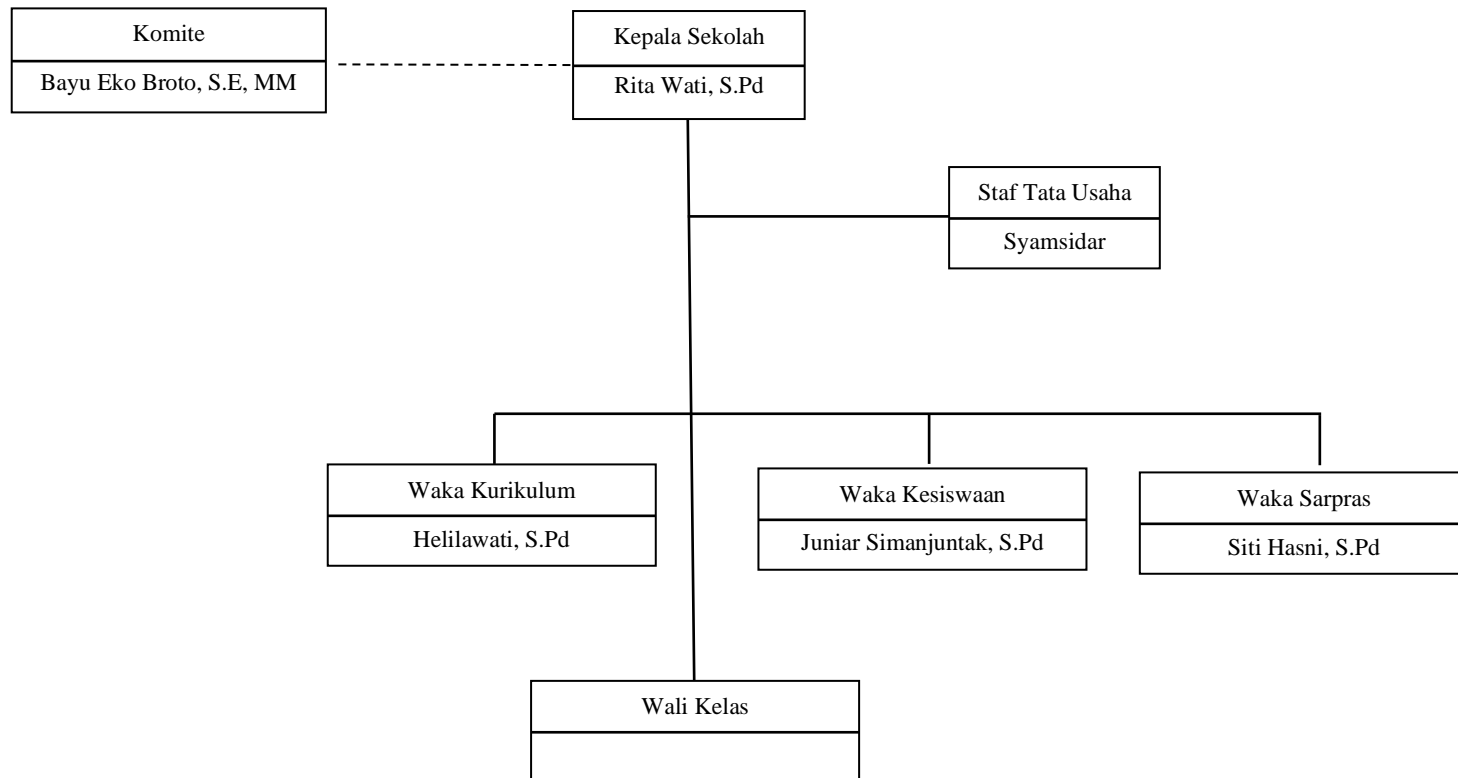 Komite
Bayu Eko Broto, S.E, MM
Kepala Sekolah
Rita Wati, S.Pd
Staf Tata Usaha
Syamsidar
Waka Kurikulum
Helilawati, S.Pd
Waka Kesiswaan
Juniar Simanjuntak, S.Pd
Waka Sarpras
Siti Hasni, S.Pd
Wali Kelas